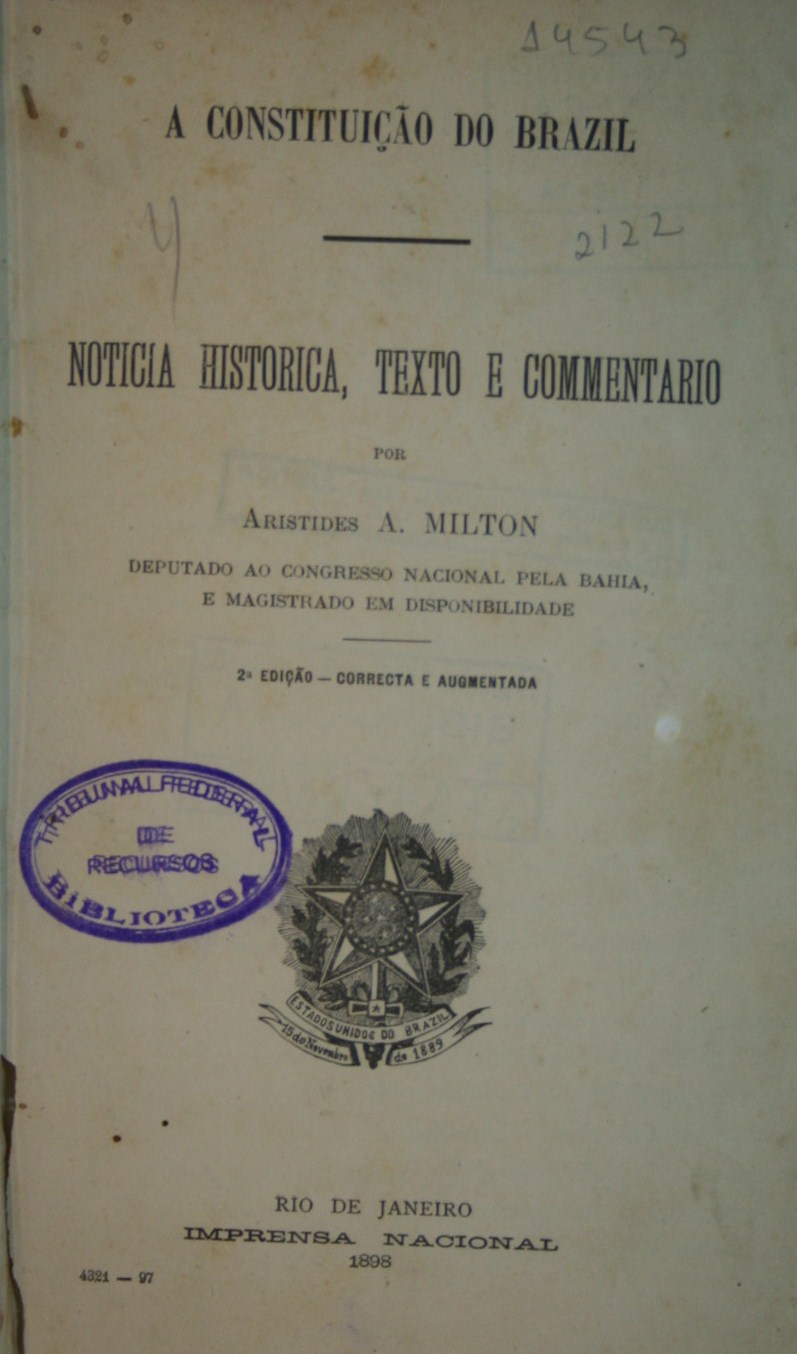 14543
A CONSTITUIÇÃO DO BRAZIL
2122
NOTICIA HISTORICA, TEXTO E COMMENTARIO
POR
ARISTIDES A. MILTON
DEPUTADO AO CONGRESSO NACIONAL PELA BAHIA,
E MAGISTRADO EM DISPONIBILIDADE
2ª EDIÇÃO — CORRECTA E AUGMENTADA
TRIBUNAL FEDERAL
DE
RECURSOS
BIBLIOTECA
ESTADOS UNIDOS DO BRAZIL
15 de Novembro de 1889
RIO DE JANEIRO
IMPRENSA NACIONAL
1898
4321 — 97